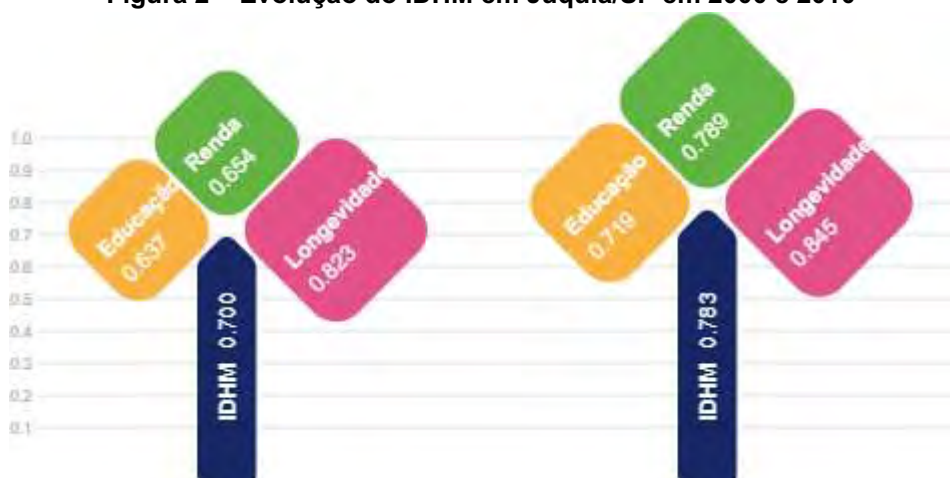 Figura 2 – Evolução do IDHM em Juquiá/SP em 2000 e 2010
1.0
0.9
0.8
0.7
0.6
0.5
0.4
0.3
0.2
0.1
Educação
0.637
Renda
0.654
Longevidade
0.823
IDHM 0.700
Educação
0.719
Renda
0.789
Longevidade
0.845
IDHM 0.783